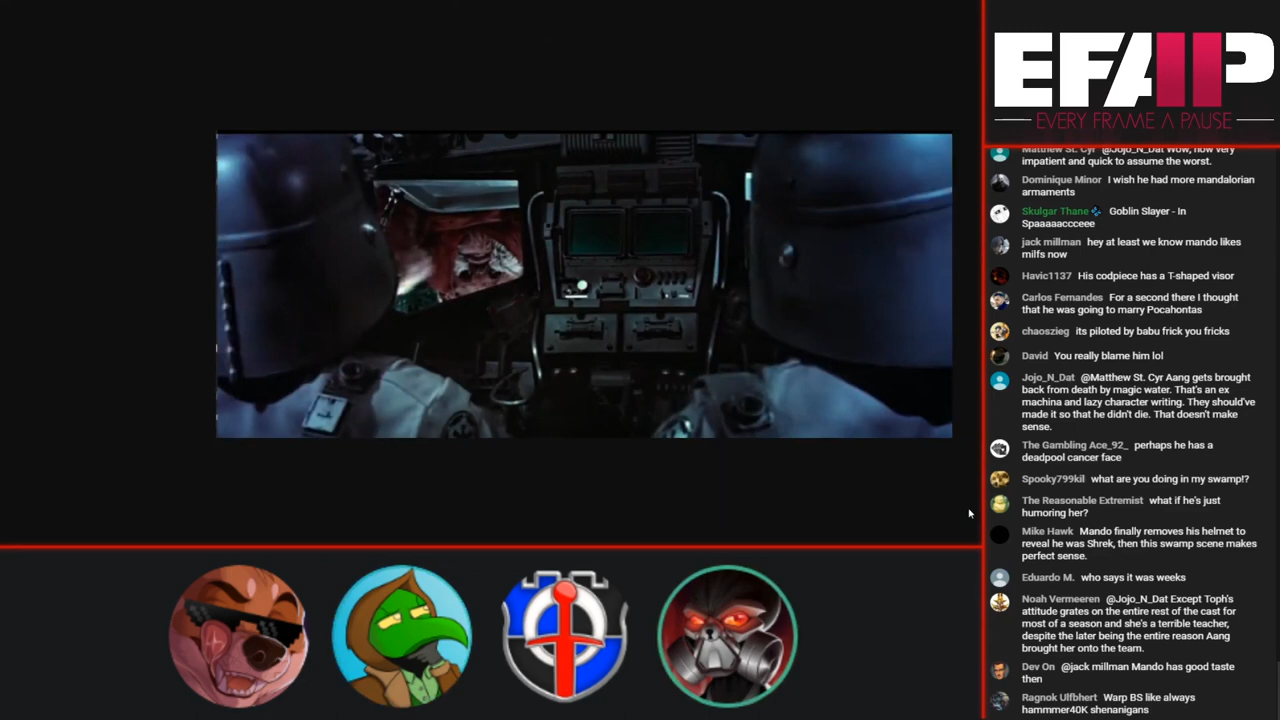 EFAP
EVERY FRAME A PAUSE
Matthew St. Cyr @Jojo_N_Dat Wow, how very
impatient and quick to assume the worst.
Dominique Minor I wish he had more mandalorian
armaments
Skulgar Thane Goblin Slayer - In
Spaaaaaccceeee
jack millman hey at least we know mando likes
milfs now
Havic1137 His codpiece has a T-shaped visor
Carlos Fernandes For a second there I thought
that he was going to marry Pocahontas
chaoszieg its piloted by babu frick you fricks
David You really blame him lol
Jojo_N_Dat @Matthew St. Cyr Aang gets brought
back from death by magic water. That's an ex
machina and lazy character writing. They should've
made it so that he didn't die. That doesn't make
sense.
The Gambling Ace_92_ perhaps he has a
deadpool cancer face
Spooky799kil what are you doing in my swamp!?
The Reasonable Extremist what if he's just
humoring her?
Mike Hawk Mando finally removes his helmet to
reveal he was Shrek, then this swamp scene makes
perfect sense.
Eduardo M. who says it was weeks
Noah Vermeeren @Jojo_N_Dat Except Toph's
attitude grates on the entire rest of the cast for
most of a season and she's a terrible teacher,
despite the later being the entire reason Aang
brought her onto the team.
Dev On @jack millman Mando has good taste
then
Ragnok Ulfbhert Warp BS like always
hammmer40K shenanigans